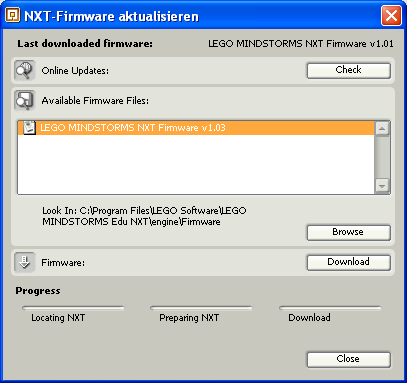 NXT-Firmware aktualisieren
Last downloaded firmware: LEGO MINDSTORMS NXT Firmware v1.01
Online Updates: Check
Available Firmware Files:
LEGO MINDSTORMS NXT Firmware v1.03
Look In: C:\Program Files\LEGO Software\LEGO
MINDSTORMS Edu NXT\engine\Firmware
Browse
Firmware: Download
Progress
Locating NXT Preparing NXT Download
Close